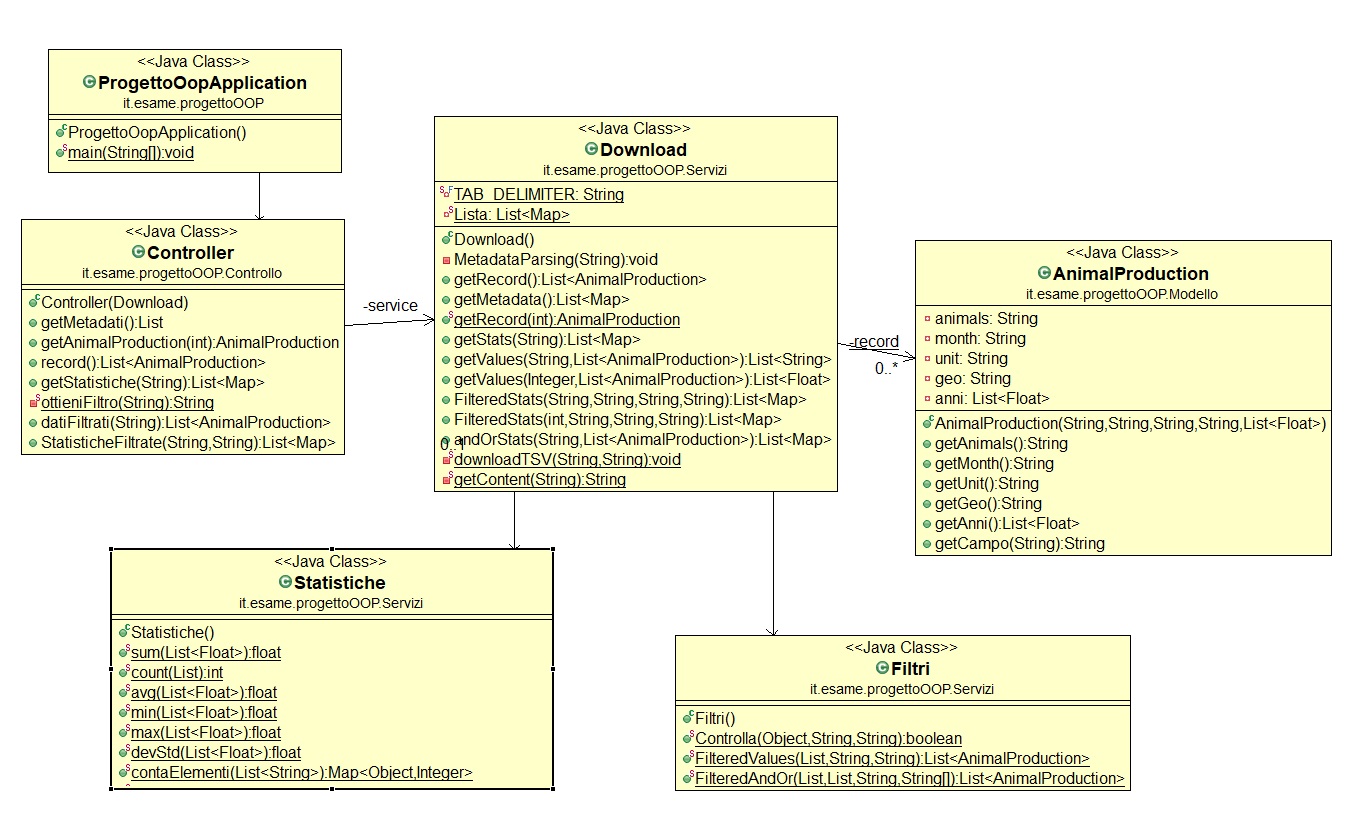 <<Java Class>>
ProgettoOopApplication
it.esame.progettoOOP
ProgettoOopApplication()
main(String[]):void
<<Java Class>>
Controller
it.esame.progettoOOP.Controllo
Controller(Download)
getMetadati():List
getAnimalProduction(int):AnimalProduction
record():List<AnimalProduction>
getStatistiche(String):List<Map>
ottieniFiltro(String):String
datiFiltrati(String):List<AnimalProduction>
StatisticheFiltrate(String,String):List<Map>
-service
<<Java Class>>
Download
it.esame.progettoOOP.Servizi
TAB_DELIMITER: String
Lista: List<Map>
Download()
MetadataParsing(String):void
getRecord():List<AnimalProduction>
getMetadata():List<Map>
getRecord(int):AnimalProduction
getStats(String):List<Map>
getValues(String,List<AnimalProduction>):List<String>
getValues(Integer,List<AnimalProduction>):List<Float>
FilteredStats(String,String,String,String):List<Map>
FilteredStats(int,String,String,String):List<Map>
andOrStats(String,List<AnimalProduction>):List<Map>
0..1
downloadTSV(String,String):void
getContent(String):String
-record
0..*
<<Java Class>>
AnimalProduction
it.esame.progettoOOP.Modello
animals: String
month: String
unit: String
geo: String
anni: List<Float>
AnimalProduction(String,String,String,String,List<Float>)
getAnimals():String
getMonth():String
getUnit():String
getGeo():String
getAnni():List<Float>
getCampo(String):String
<<Java Class>>
Statistiche
it.esame.progettoOOP.Servizi
Statistiche()
sum(List<Float>):float
count(List):int
avg(List<Float>):float
min(List<Float>):float
max(List<Float>):float
devStd(List<Float>):float
contaElementi(List<String>):Map<Object,Integer>
<<Java Class>>
Filtri
it.esame.progettoOOP.Servizi
Filtri()
Controlla(Object,String,String):boolean
FilteredValues(List,String,String):List<AnimalProduction>
FilteredAndOr(List,List,String,String[]):List<AnimalProduction>